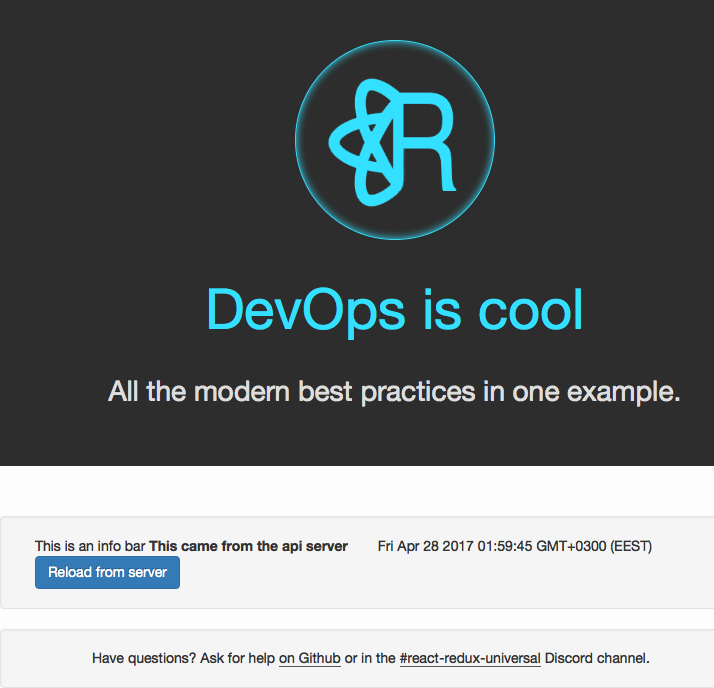 R
DevOps is cool
All the modern best practices in one example.
This is an info bar This came from the api server Fri Apr 28 2017 01:59:45 GMT+0300 (EEST)
Reload from server
Have questions? Ask for help on Github or in the #react-redux-universal Discord channel.